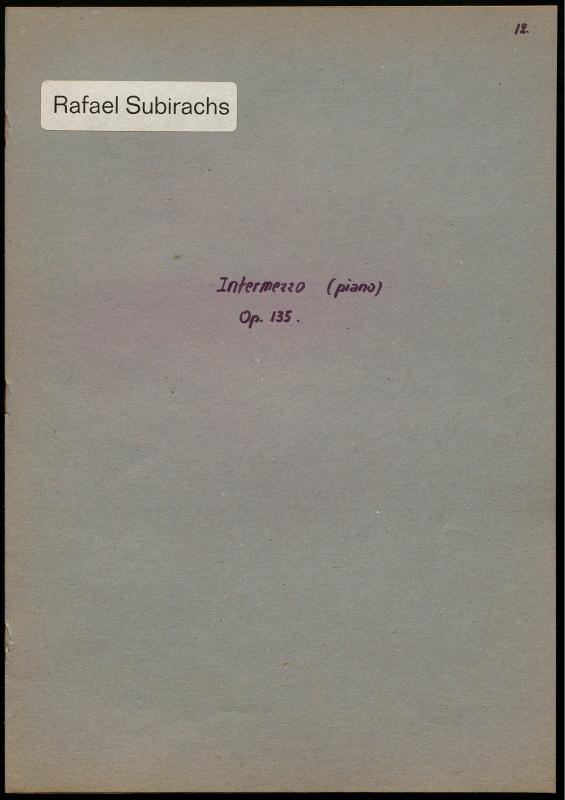 12.
Rafael Subirachs
Intermezzo (piano)
Op. 135.